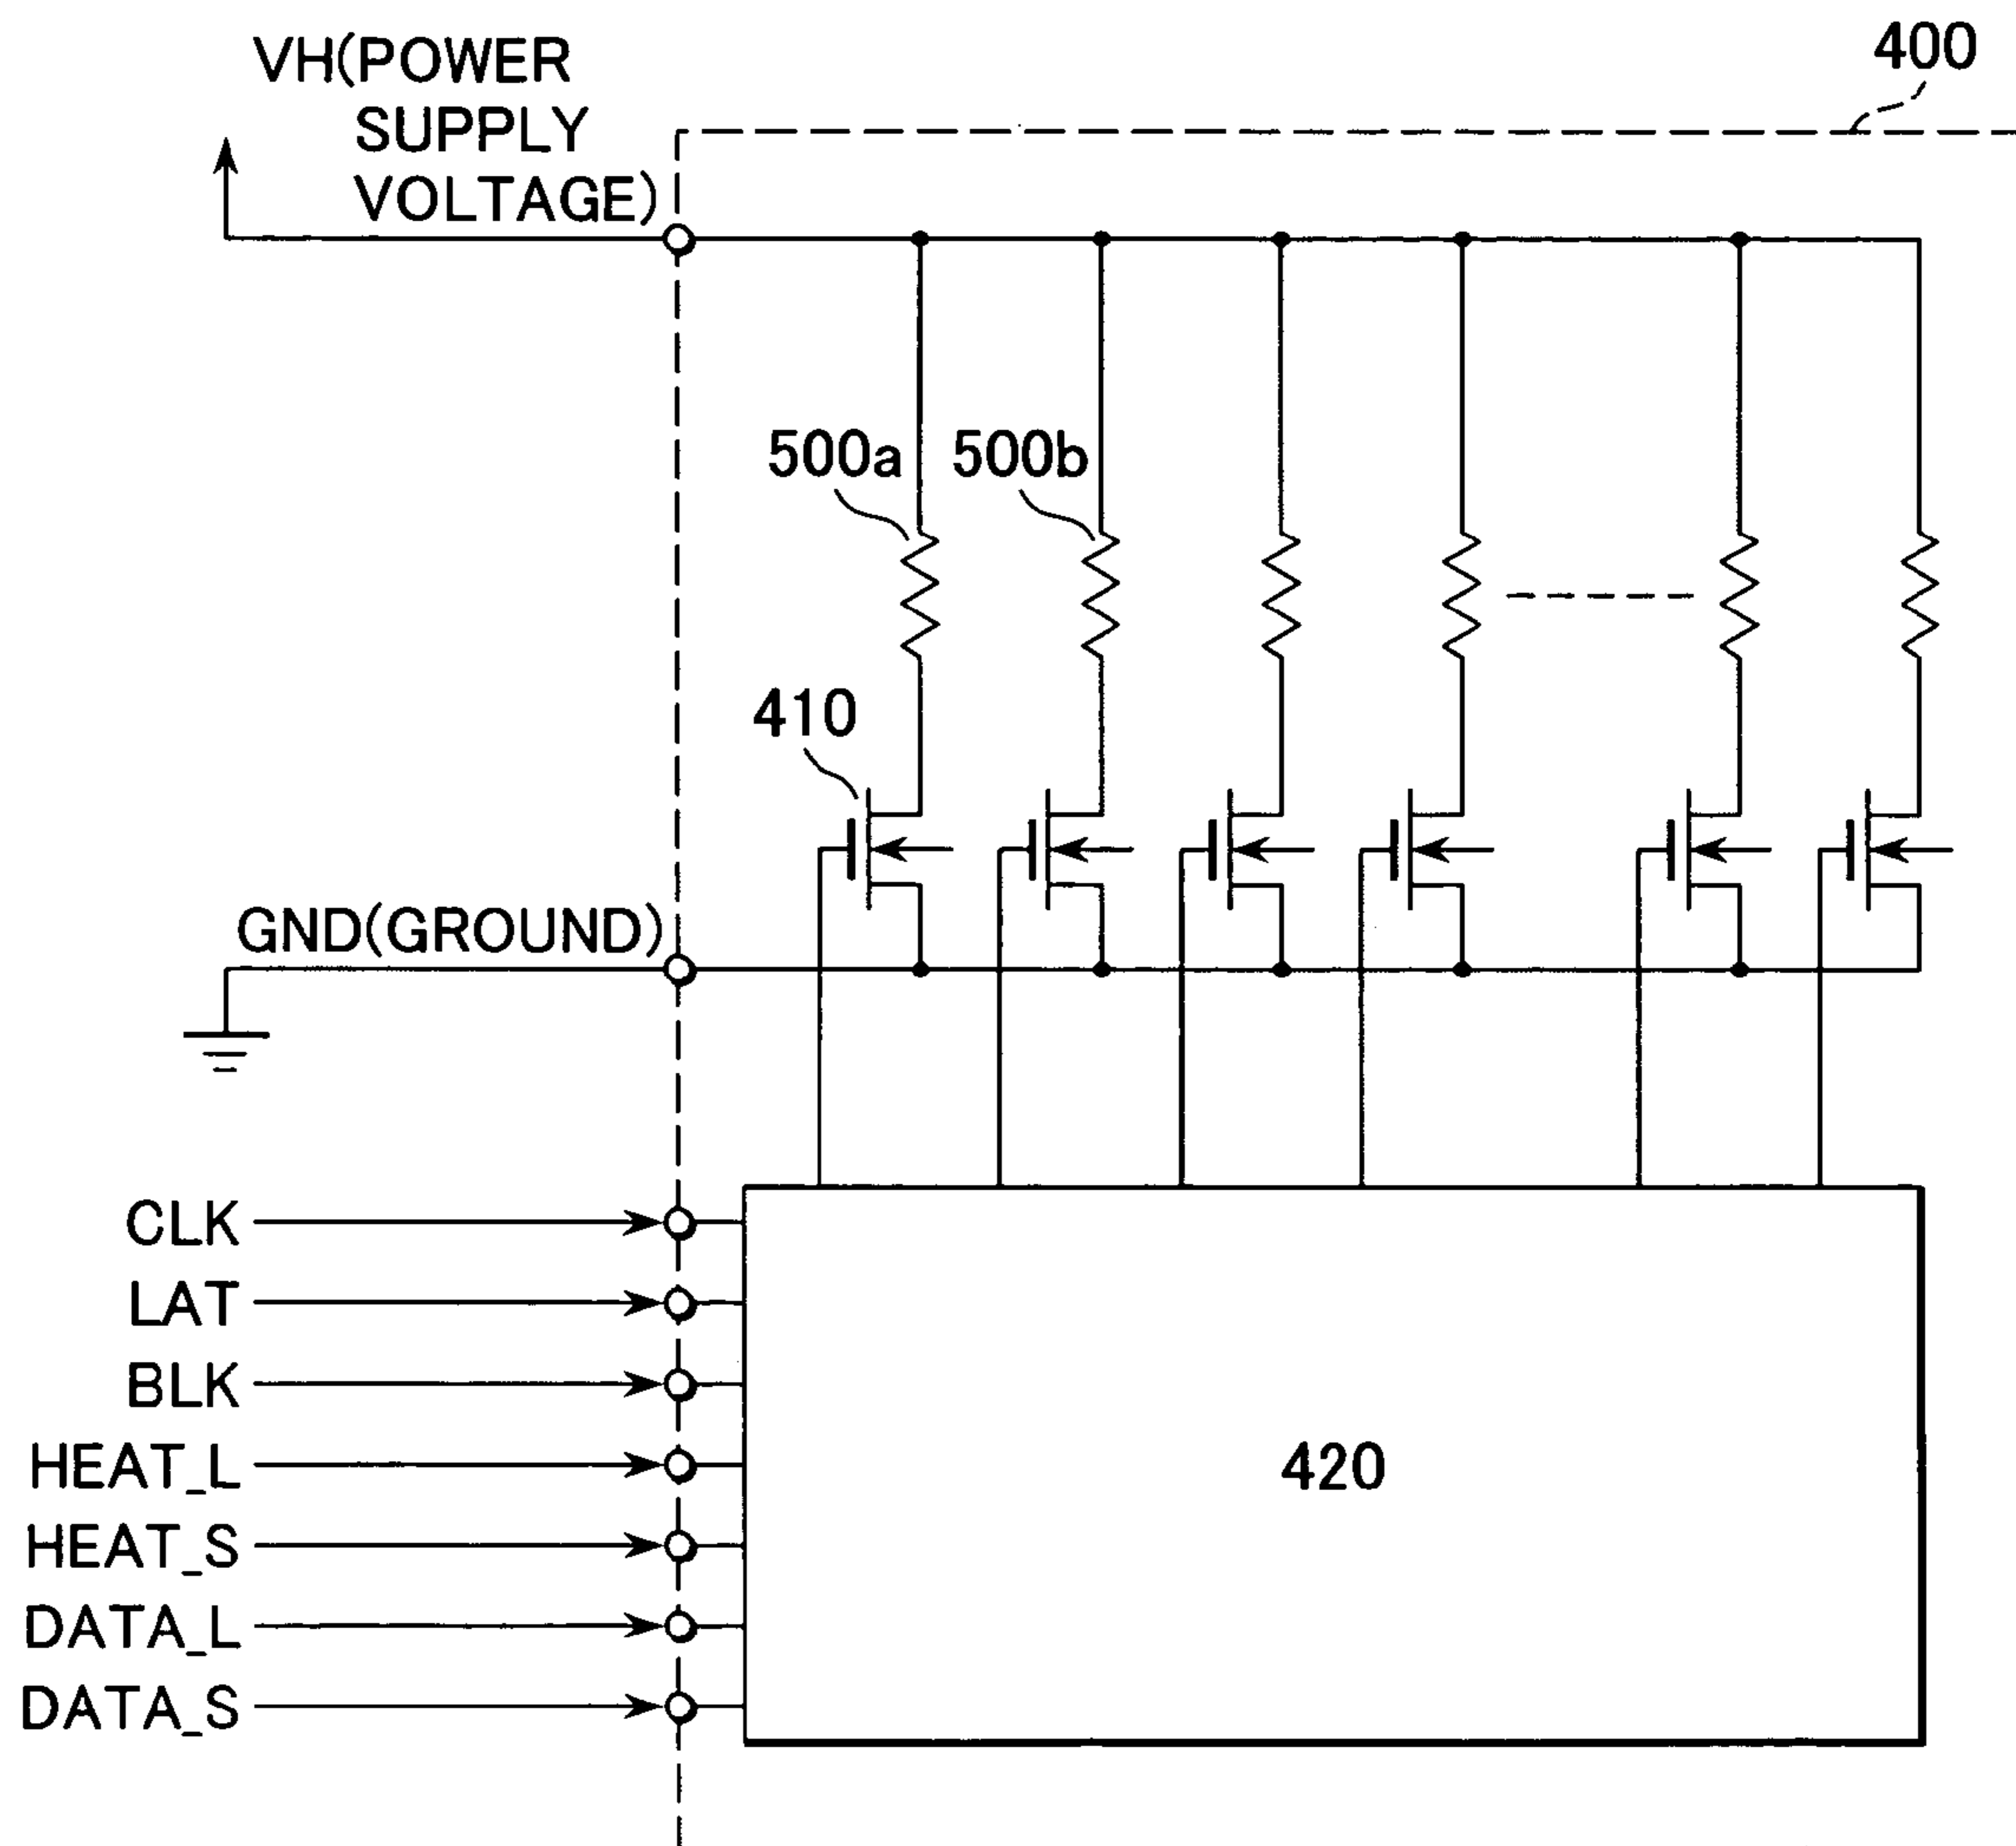 VH(POWER
SUPPLY
VOLTAGE)
400
500a
500b
410
GND(GROUND)
CLK
LAT
BLK
HEAT_L
HEAT_S
DATA_L
DATA_S
420